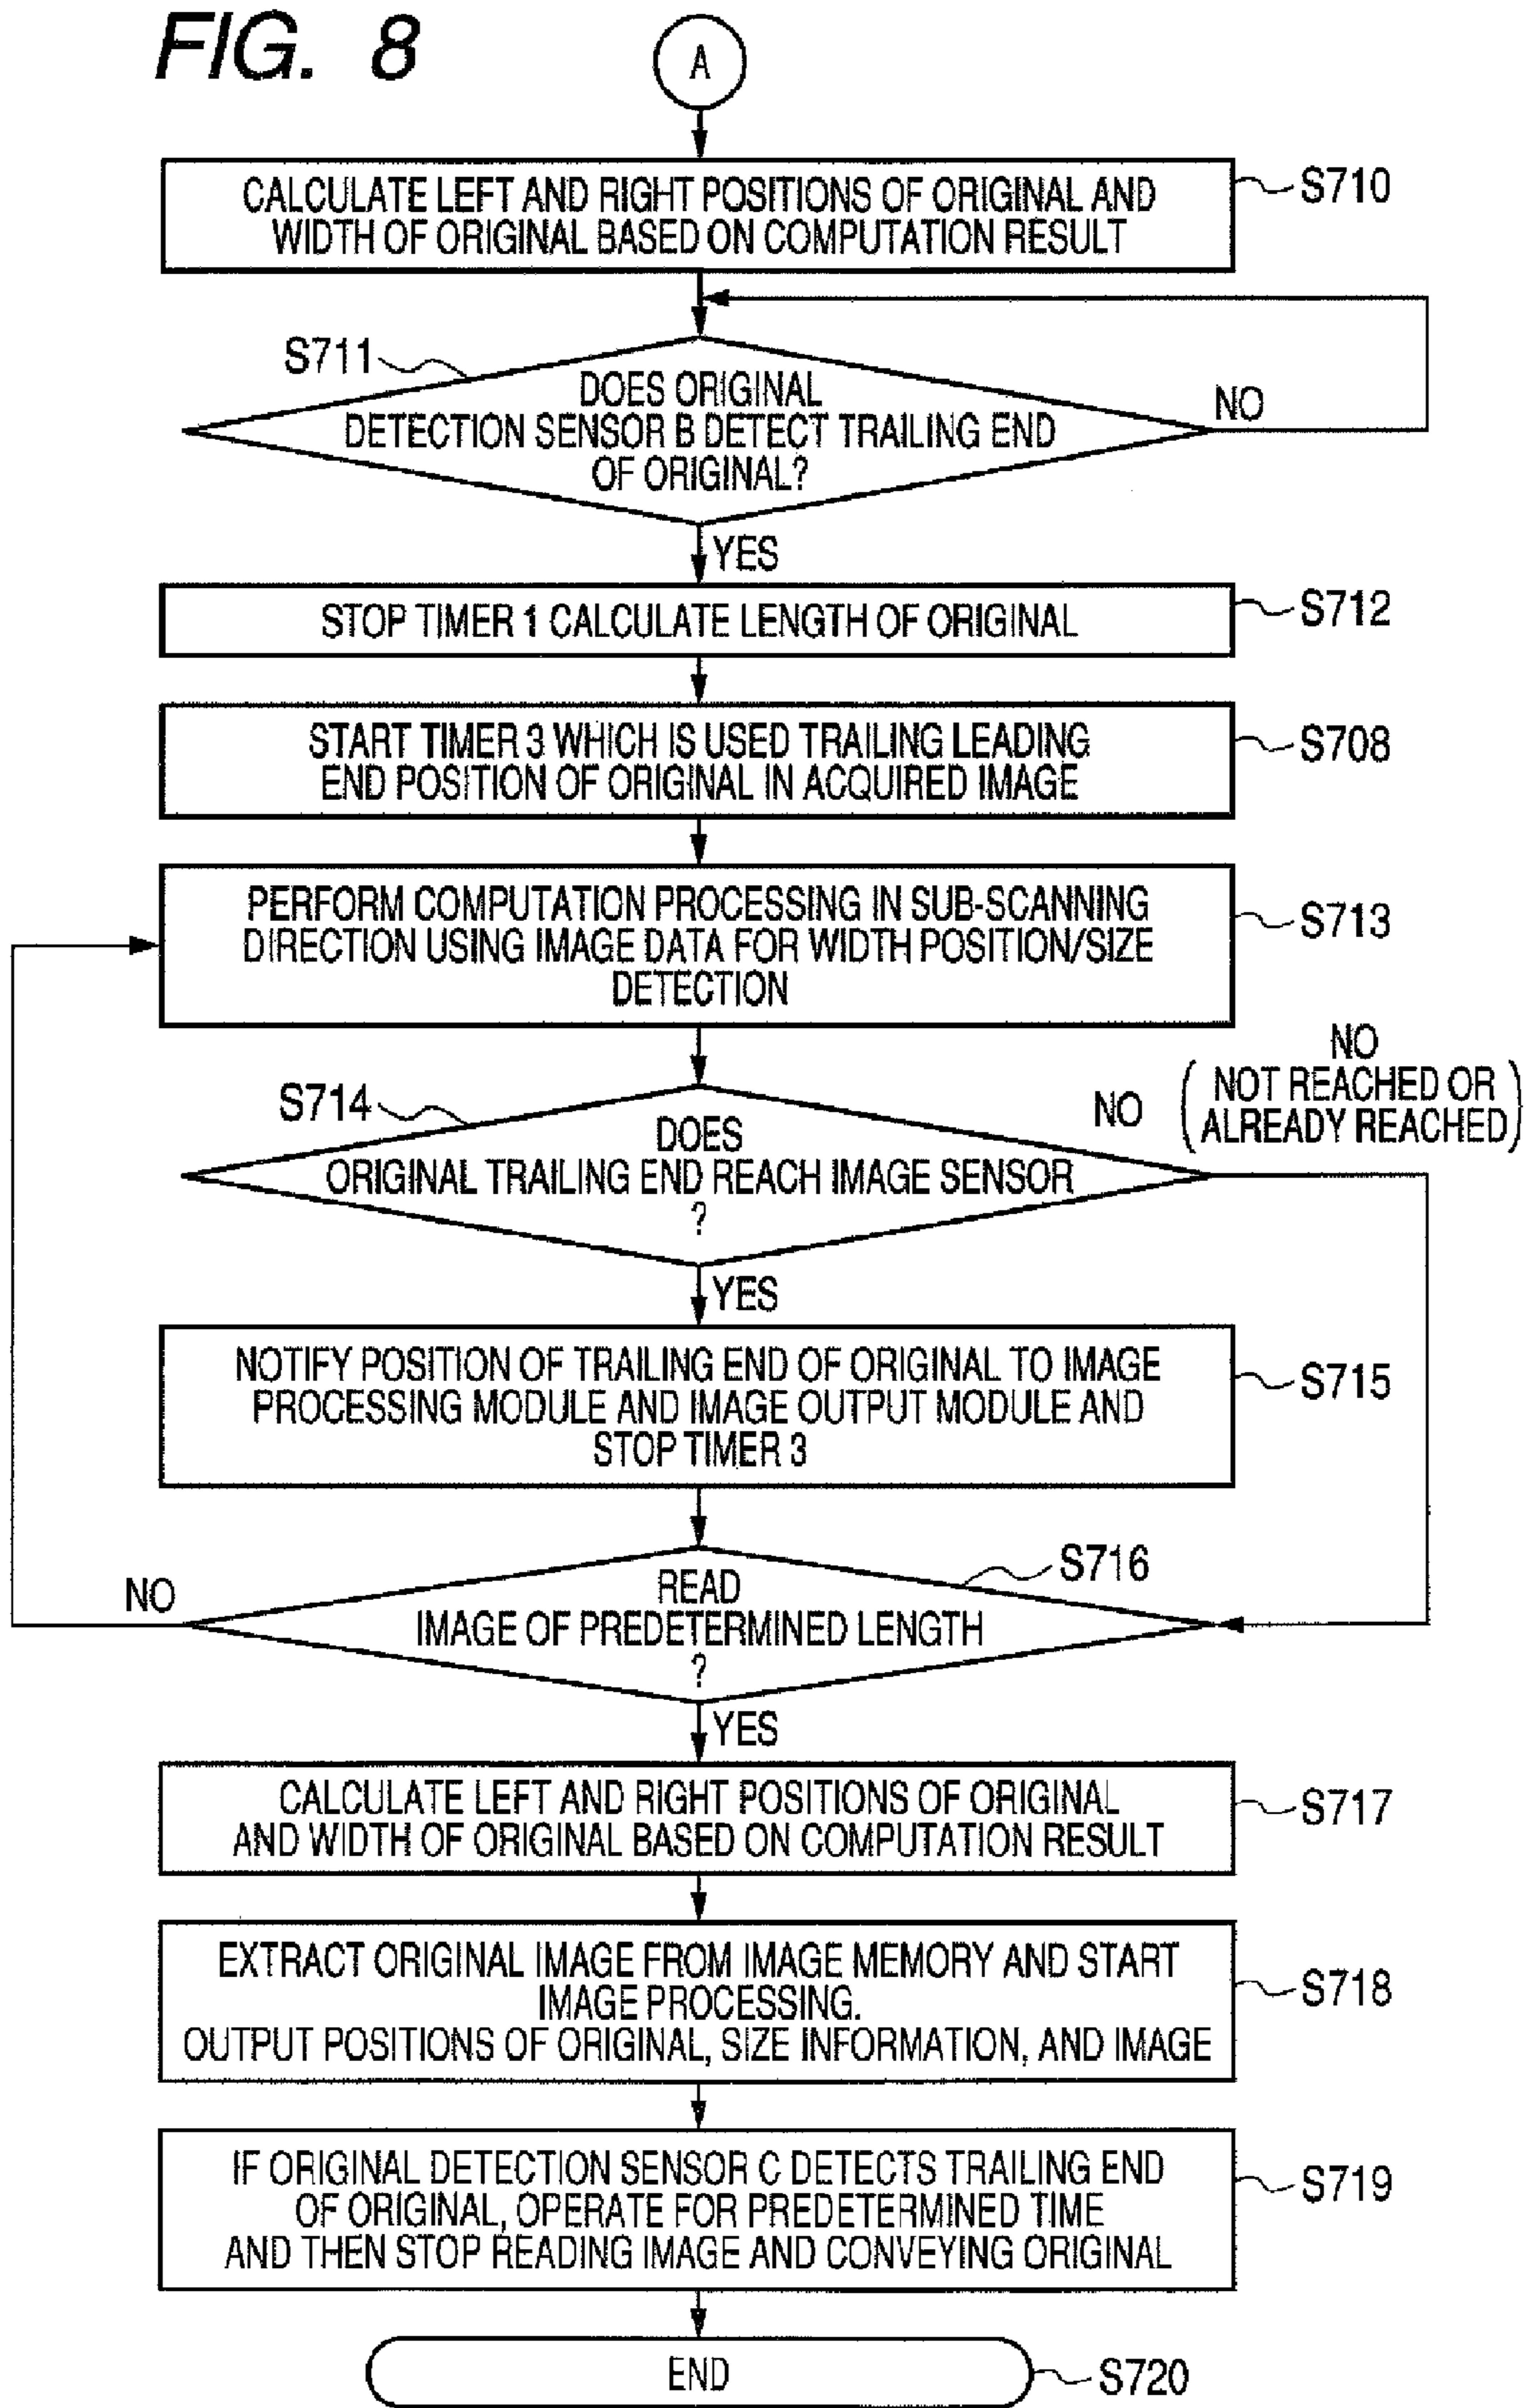 FIG. 8
A
CALCULATE LEFT AND RIGHT POSITIONS OF ORIGINAL AND
WIDTH OF ORIGINAL BASED ON COMPUTATION RESULT
S710
S711
DOES ORIGINAL
DETECTION SENSOR B DETECT TRAILING END
OF ORIGINAL?
NO
YES
STOP TIMER 1 CALCULATE LENGTH OF ORIGINAL
S712
START TIMER 3 WHICH IS USED TRAILING LEADING
END POSITION OF ORIGINAL IN ACQUIRED IMAGE
S708
PERFORM COMPUTATION PROCESSING IN SUB-SCANNING
DIRECTION USING IMAGE DATA FOR WIDTH POSITION/SIZE
DETECTION
S713
S714
DOES
ORIGINAL TRAILING END REACH IMAGE SENSOR
?
NO
NO
(NOT REACHED OR
ALREADY REACHED)
YES
NOTIFY POSITION OF TRAILING END OF ORIGINAL TO IMAGE
PROCESSING MODULE AND IMAGE OUTPUT MODULE AND
STOP TIMER 3
S715
S716
READ
IMAGE OF PREDETERMINED LENGTH
?
NO
YES
CALCULATE LEFT AND RIGHT POSITIONS OF ORIGINAL
AND WIDTH OF ORIGINAL BASED ON COMPUTATION RESULT
S717
EXTRACT ORIGINAL IMAGE FROM IMAGE MEMORY AND START
IMAGE PROCESSING.
OUTPUT POSITIONS OF ORIGINAL, SIZE INFORMATION, AND IMAGE
S718
IF ORIGINAL DETECTION SENSOR C DETECTS TRAILING END
OF ORIGINAL, OPERATE FOR PREDETERMINED TIME
AND THEN STOP READING IMAGE AND CONVEYING ORIGINAL
S719
END
S720